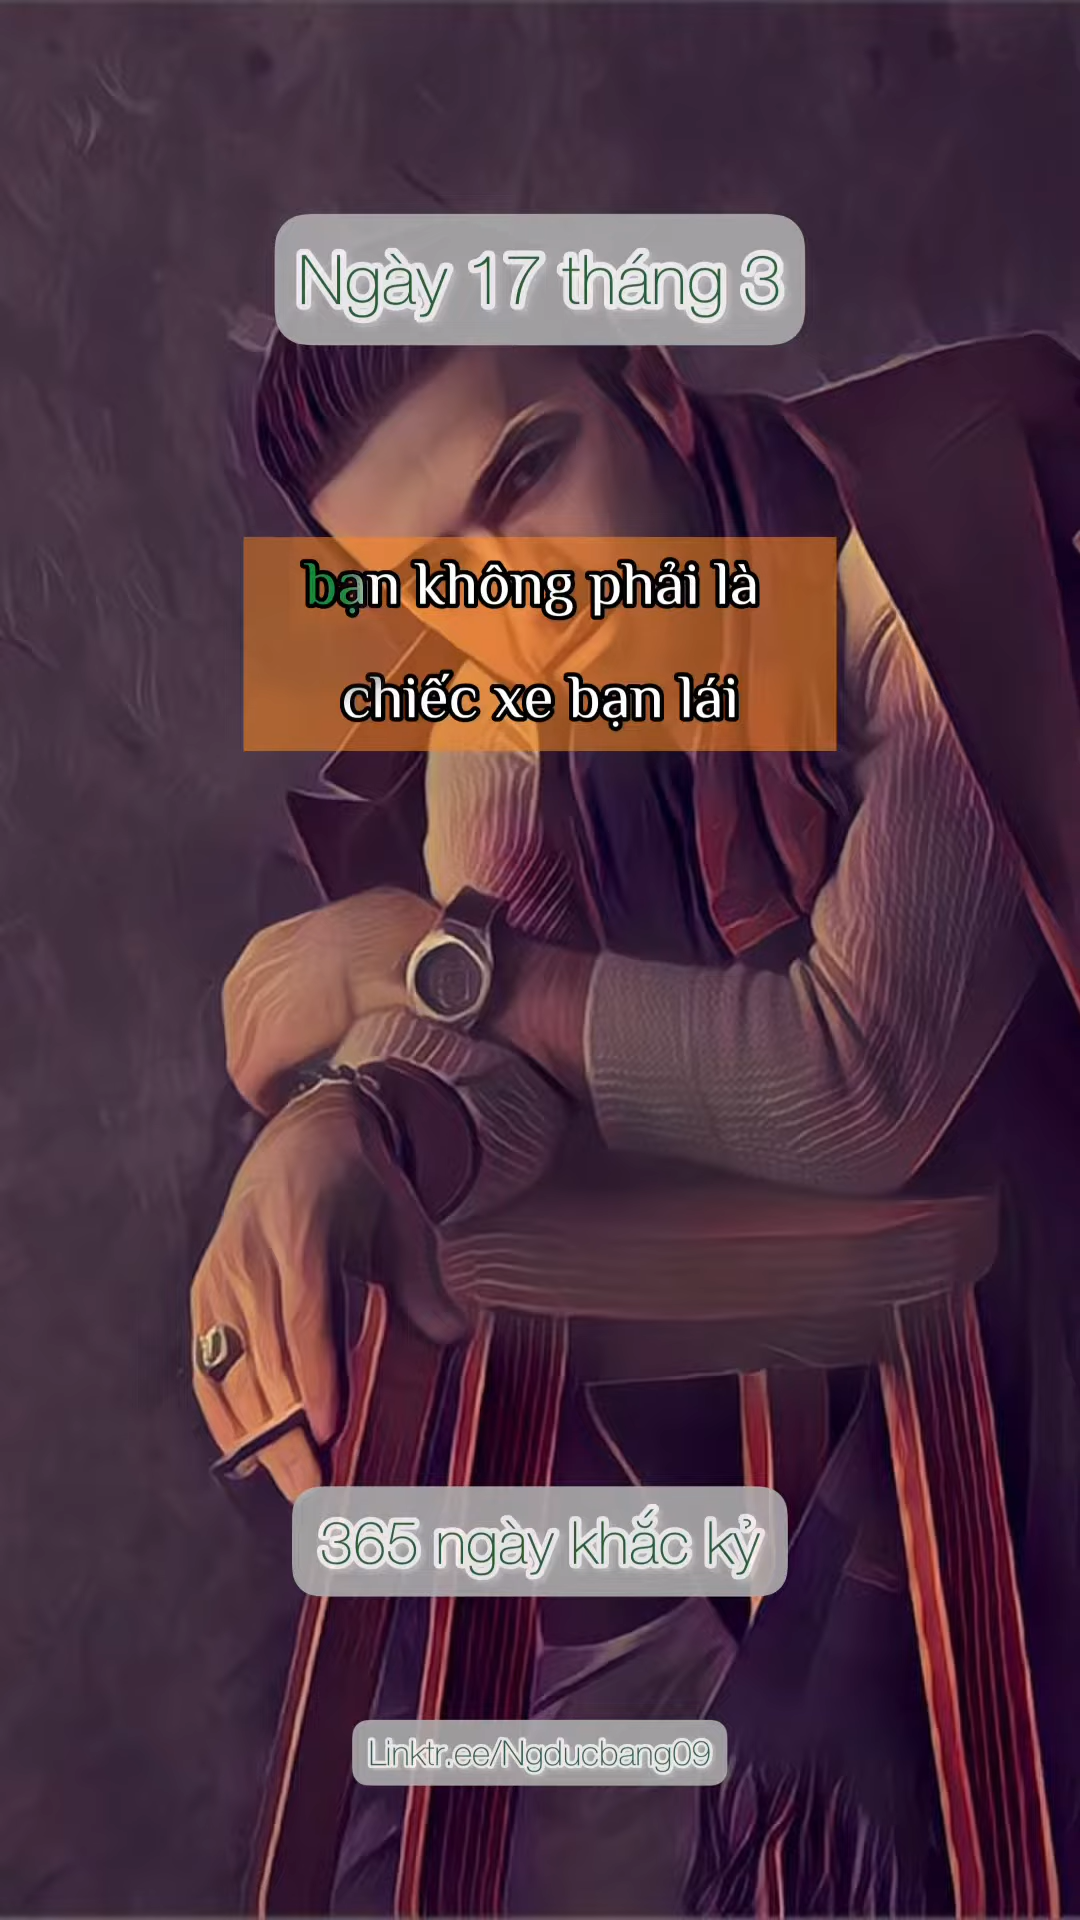 Ngày 17 tháng 3
bạn không phải là
chiếc xe bạn lái
365 ngày khắc kỷ
Linktr.ee/Ngducbang09